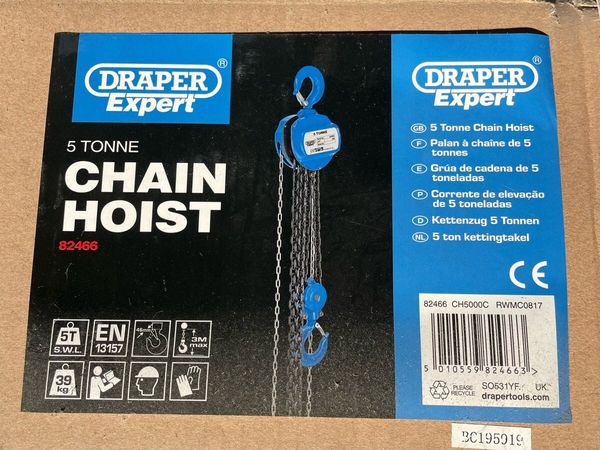 DRAPER®
Expert
5 TONNE
CHAIN
HOIST
82466
5T
S.W.L.
EN
13157
3M
max
39
kg
5 TONNE
DRAPER®
Expert
GB 5 Tonne Chain Hoist
F Palan à chaîne de 5
tonnes
E Grúa de cadena de 5
toneladas
P Corrente de elevação
de 5 toneladas
D Kettenzug 5 Tonnen
NL 5 ton kettingtakel
CE
82466 CH5000C RWMC0817
5 010559 824663 >
PLEASE
RECYCLE
SO531YF. UK
drapertools.com
BC195919